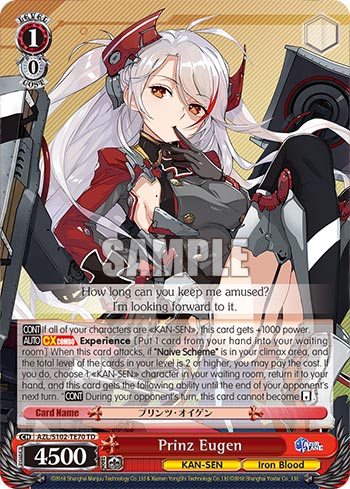 LEVEL
1
0
COST
SAMPLE
How long can you keep me amused?
I'm looking forward to it.
CONT If all of your characters are «KAN-SEN», this card gets +1000 power.
AUTO CX COMBO Experience [Put 1 card from your hand into your waiting
room] When this card attacks, if "Naive Scheme" is in your climax area, and
the total level of the cards in your level is 2 or higher, you may pay the cost. If
you do, choose 1 «KAN-SEN» character in your waiting room, return it to your
hand, and this card gets the following ability until the end of your opponent's
next turn. "CONT During your opponent's turn, this card cannot become
Card Name プリンツ・オイゲン
CH AZL/S102-TE70 TD
Prinz Eugen
POWER 4500
KAN-SEN
Iron Blood